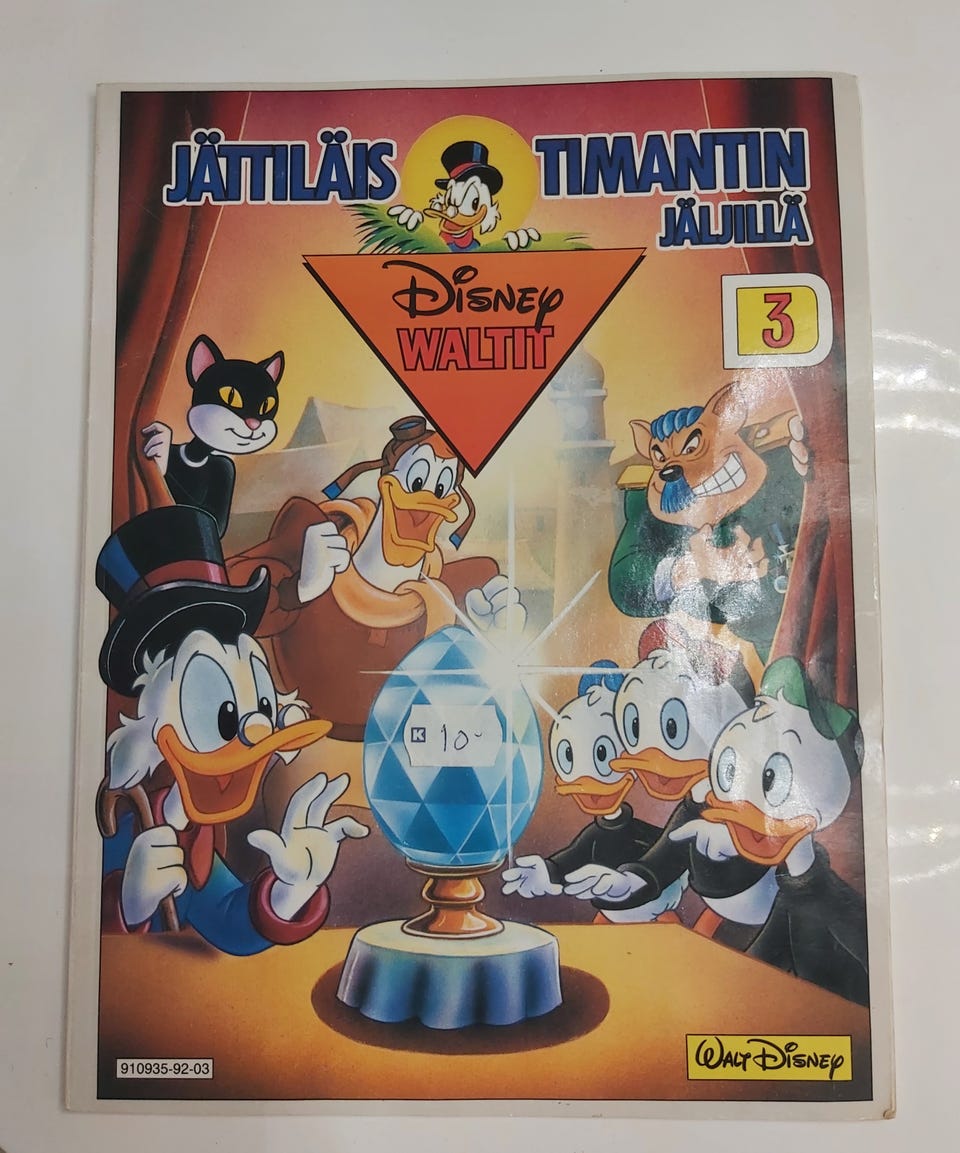 JÄTTILÄIS TIMANTIN
JÄLJILLÄ
DISNEY
WALTIT
3
K 10-
910935-92-03
WALT DISNEY